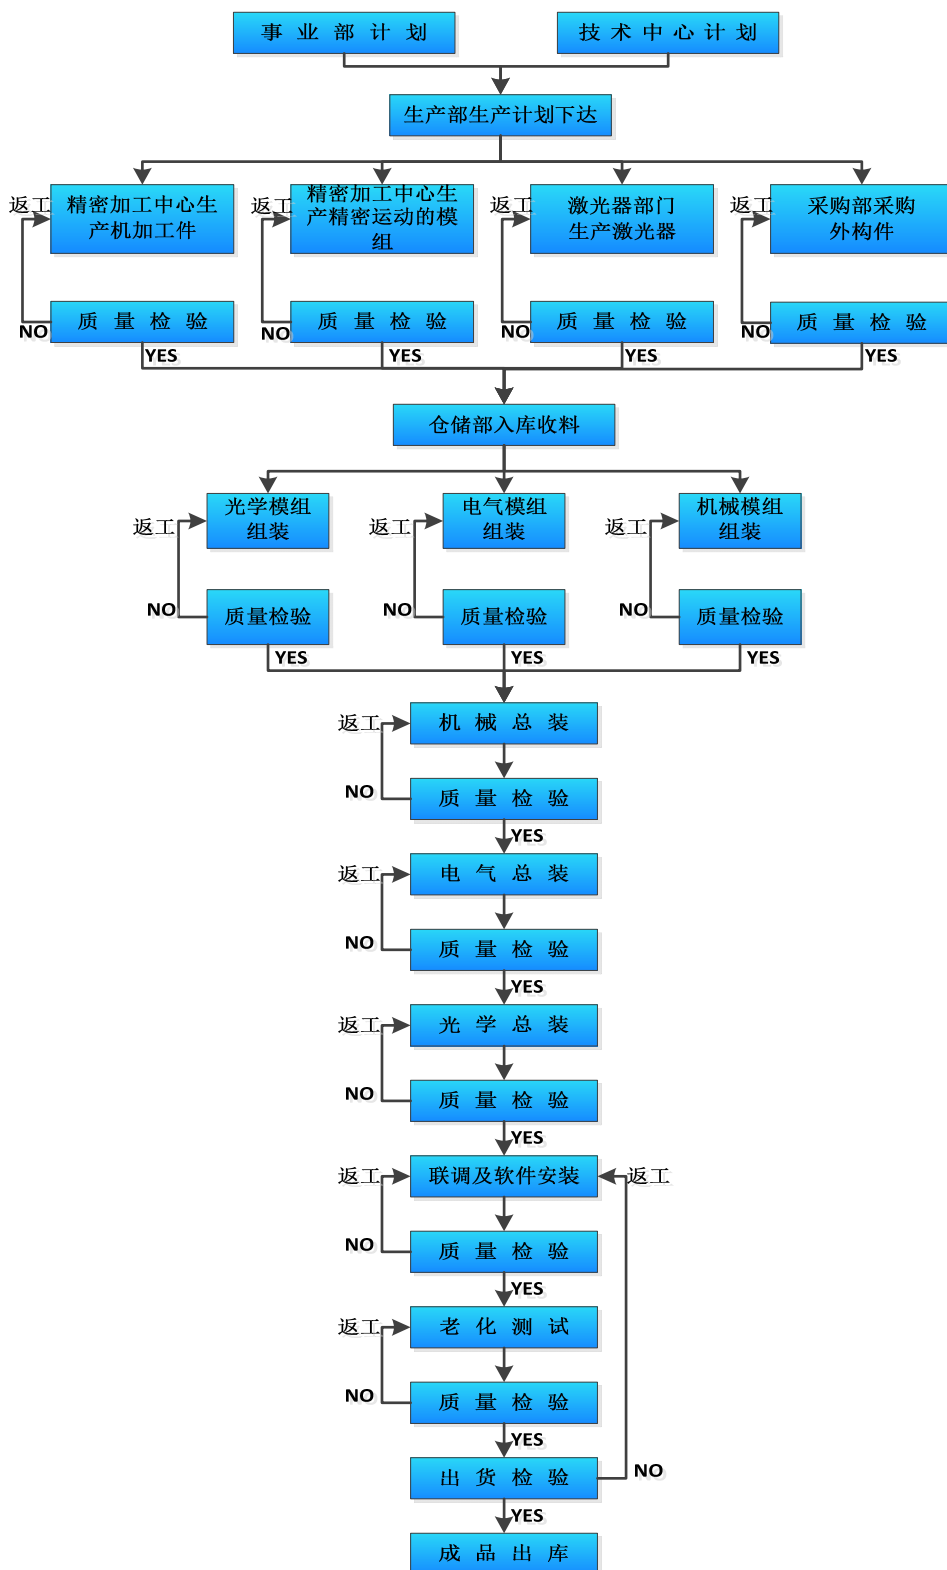 事业部计划
技术中心计划
生产部生产计划下达
返工
精密加工中心生
产机加工件
返工
精密加工中心生
产精密运动的模
组
返工
激光器部门
生产激光器
返工
采购部采购
外构件
NO
质量检验
YES
NO
质量检验
YES
NO
质量检验
YES
NO
质量检验
YES
仓储部入库收料
返工
光学模组
组装
返工
电气模组
组装
返工
机械模组
组装
NO
质量检验
YES
NO
质量检验
YES
NO
质量检验
YES
返工
机械总装
NO
质量检验
YES
返工
电气总装
NO
质量检验
YES
返工
光学总装
NO
质量检验
YES
返工
联调及软件安装
返工
NO
质量检验
YES
返工
老化测试
NO
质量检验
YES
出货检验
NO
YES
成品出库